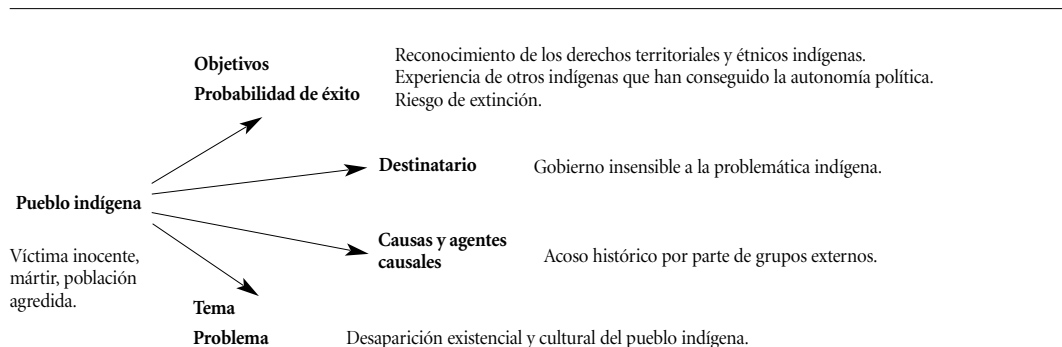 Objetivos
Probabilidad de éxito
Reconocimiento de los derechos territoriales y étnicos indígenas.
Experiencia de otros indígenas que han conseguido la autonomía política.
Riesgo de extinción.
Destinatario
Gobierno insensible a la problemática indígena.
Pueblo indígena
Víctima inocente,
mártir, población
agredida.
Causas y agentes
causales
Acoso histórico por parte de grupos externos.
Tema
Problema
Desaparición existencial y cultural del pueblo indígena.